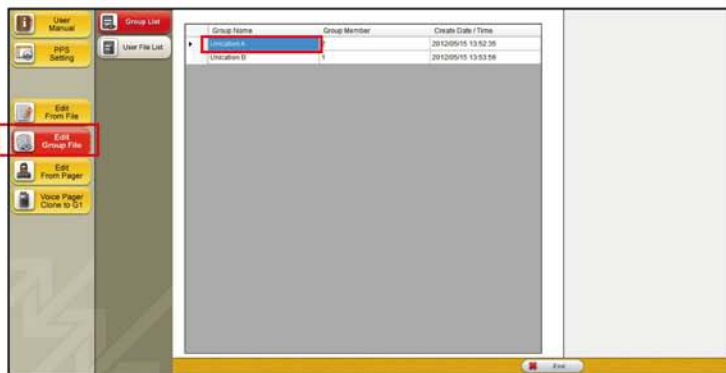 User
Manual
PPS
Setting
Edit
From File
Edit
Group File
Edit
From Pager
Voice Pager
Clone to G1
Group List
User File List
Group Name Group Member Create Date / Time
Unication A 2012/05/15 13:52:35
Unication B 1 2012/05/15 13:53:56
Exit